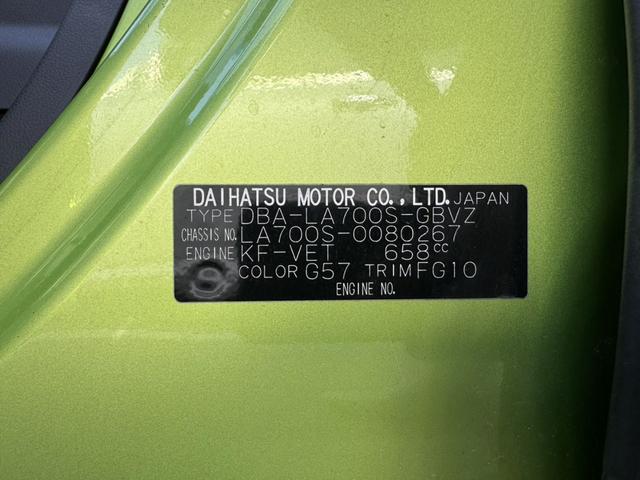 DAIHATSU MOTOR CO.,LTD. JAPAN
TYPE DBA-LA700S-GBVZ
CHASSIS NO. LA700S-0080267
ENGINE KF-VET 658cc
COLOR G57 TRIM FG10
ENGINE NO.